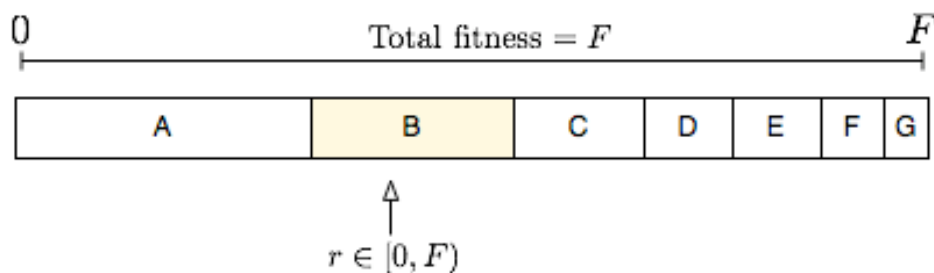 0 Total fitness = F F
A B C D E F G
r ∈ [0, F)